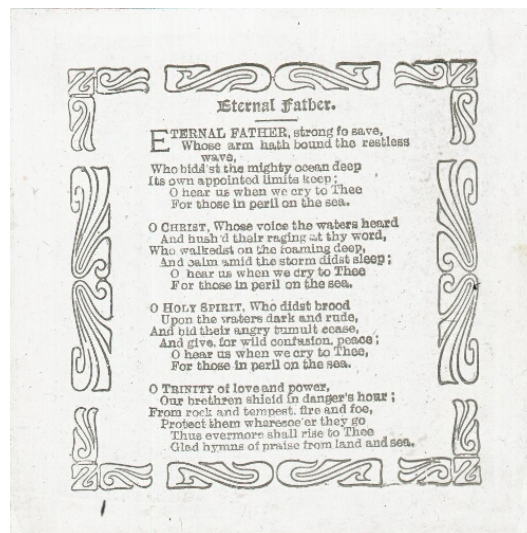 Eternal Father.
ETERNAL FATHER, strong to save,
Whose arm hath bound the restless
wave,
Who bidd'st the mighty ocean deep
Its own appointed limits keep;
O hear us when we cry to Thee
For those in peril on the sea.
O CHRIST, Whose voice the waters heard
And hush'd their raging at thy word,
Who walkedst on the foaming deep,
And calm amid the storm didst sleep;
O hear us when we cry to Thee
For those in peril on the sea.
O HOLY SPIRIT, Who didst brood
Upon the waters dark and rude,
And bid their angry tumult cease,
And give, for wild confusion, peace;
O hear us when we cry to Thee,
For those in peril on the sea.
O TRINITY of love and power,
Our brethren shield in danger's hour;
From rock and tempest, fire and foe,
Protect them wheresoe'er they go
Thus evermore shall rise to Thee
Glad hymns of praise from land and sea.